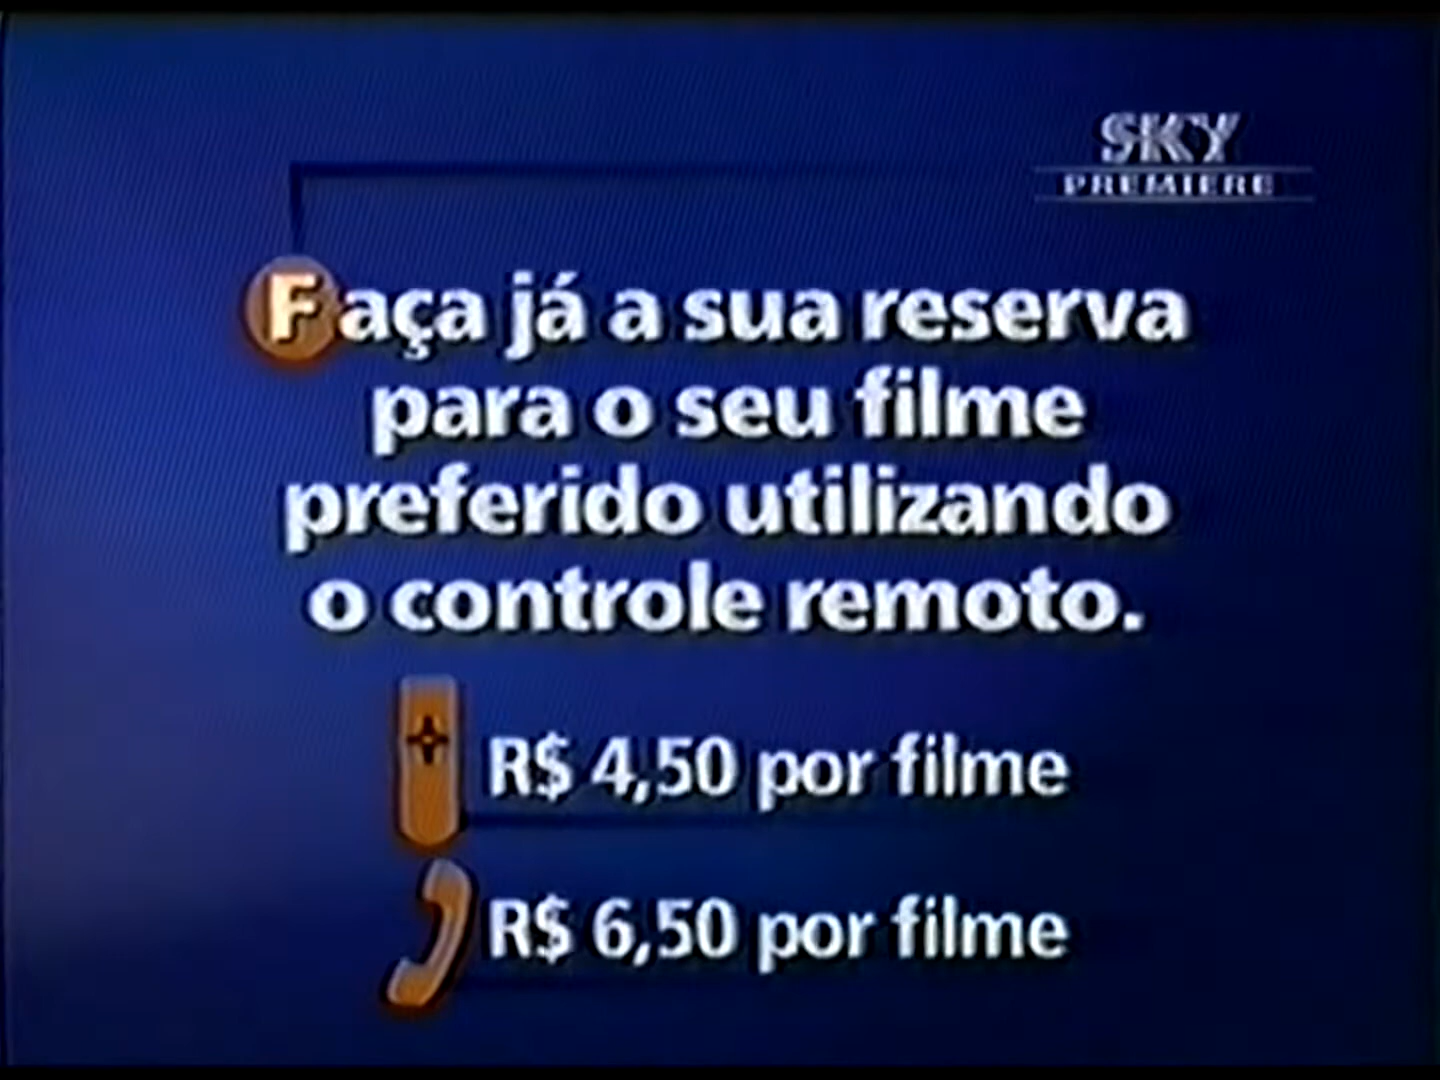 SKY
PREMIERE
Faça já a sua reserva
para o seu filme
preferido utilizando
o controle remoto.
R$ 4,50 por filme
R$ 6,50 por filme